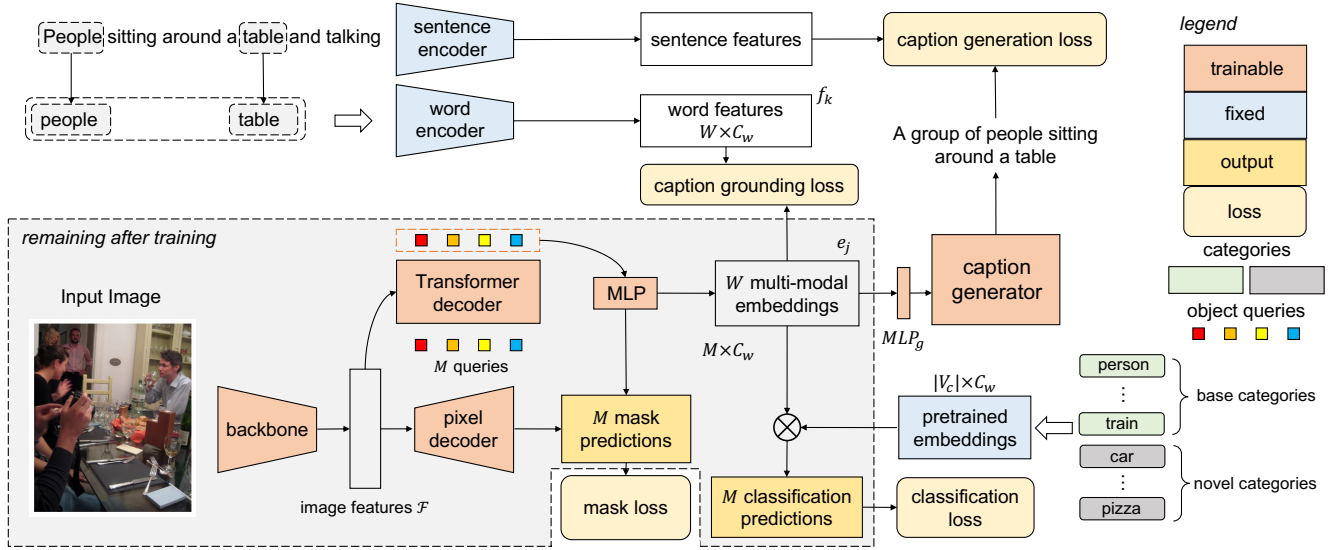 People sitting around a table and talking
people
table
sentence
encoder
sentence features
caption generation loss
word
encoder
word features
W×C_w
f_k
caption grounding loss
A group of people sitting
around a table
legend
trainable
fixed
output
loss
categories
object queries
remaining after training
Input Image
Transformer
decoder
M queries
MLP
e_j
W multi-modal
embeddings
M×C_w
MLP_g
caption
generator
backbone
image features F
pixel
decoder
M mask
predictions
mask loss
|V_c|×C_w
pretrained
embeddings
M classification
predictions
classification
loss
person
⋮
train
base categories
car
⋮
pizza
novel categories